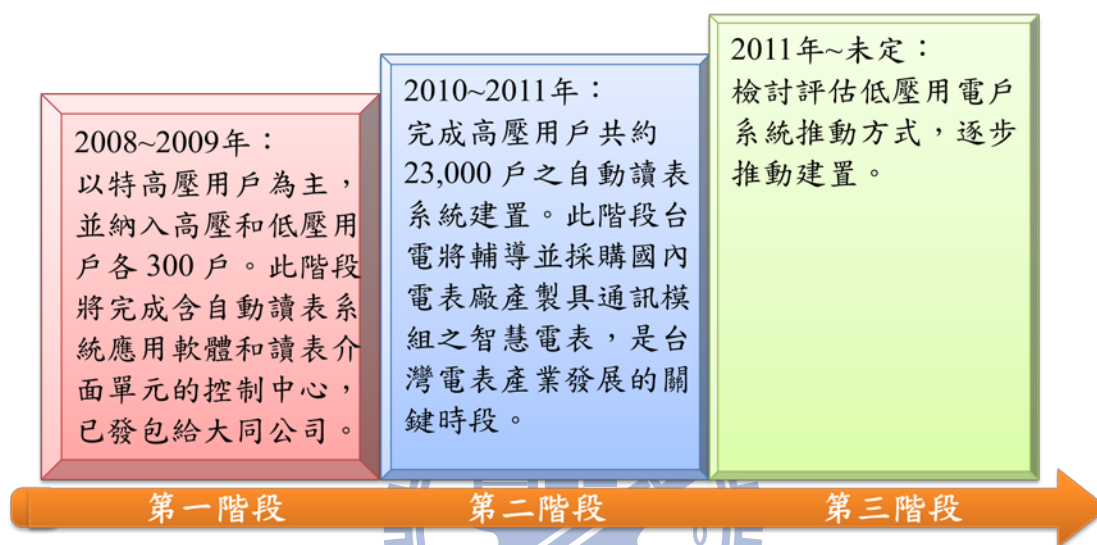 2008~2009年：
以特高壓用戶為主，
並納入高壓和低壓用
戶各 300 戶。此階段
將完成含自動讀表系
統應用軟體和讀表介
面單元的控制中心，
已發包給大同公司。
2010~2011年：
完成高壓用戶共約
23,000 戶之自動讀表
系統建置。此階段台
電將輔導並採購國內
電表廠產製具通訊模
組之智慧電表，是台
灣電表產業發展的關
鍵時段。
2011年~未定：
檢討評估低壓用電戶
系統推動方式，逐步
推動建置。
第一階段
第二階段
第三階段